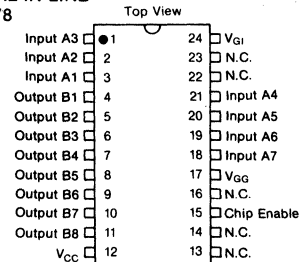 Top View
Input A3 1 24 VGI
Input A2 2 23 N.C.
Input A1 3 22 N.C.
Output B1 4 21 Input A4
Output B2 5 20 Input A5
Output B3 6 19 Input A6
Output B4 7 18 Input A7
Output B5 8 17 VGG
Output B6 9 16 N.C.
Output B7 10 15 Chip Enable
Output B8 11 14 N.C.
VCC 12 13 N.C.